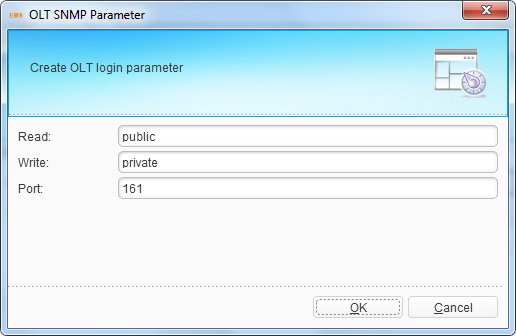 EMS OLT SNMP Parameter
Create OLT login parameter
Read: public
Write: private
Port: 161
OK Cancel